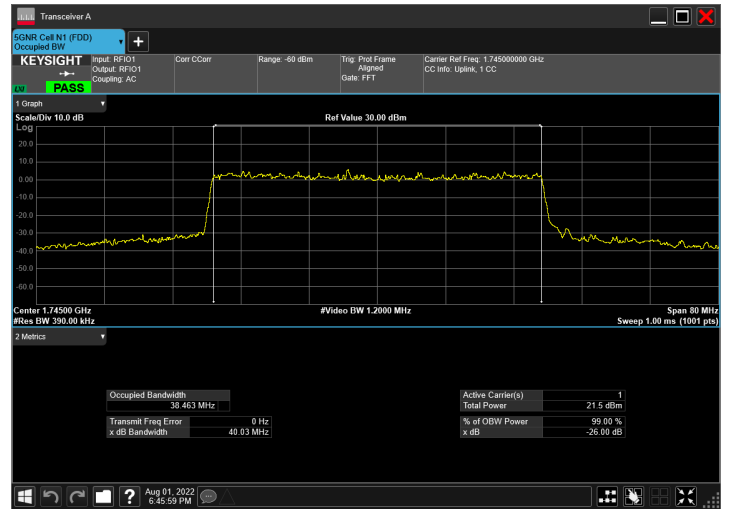 Transceiver A
5GNR Cell N1 (FDD)
Occupied BW
KEYSIGHT
LXI
PASS
Input: RFIO1
Output: RFIO1
Coupling: AC
Corr CCorr
Range: -60 dBm
Trig: Prot Frame
Aligned
Gate: FFT
Carrier Ref Freq: 1.745000000 GHz
CC Info: Uplink, 1 CC
1 Graph
Scale/Div 10.0 dB
Ref Value 30.00 dBm
Log
20.0
10.0
0.00
-10.0
-20.0
-30.0
-40.0
-50.0
-60.0
Center 1.74500 GHz
#Video BW 1.2000 MHz
Span 80 MHz
#Res BW 390.00 kHz
Sweep 1.00 ms (1001 pts)
2 Metrics
Occupied Bandwidth
38.463 MHz
Active Carrier(s) 1
Total Power 21.5 dBm
Transmit Freq Error 0 Hz
x dB Bandwidth 40.03 MHz
% of OBW Power 99.00 %
x dB -26.00 dB
Aug 01, 2022
6:45:59 PM